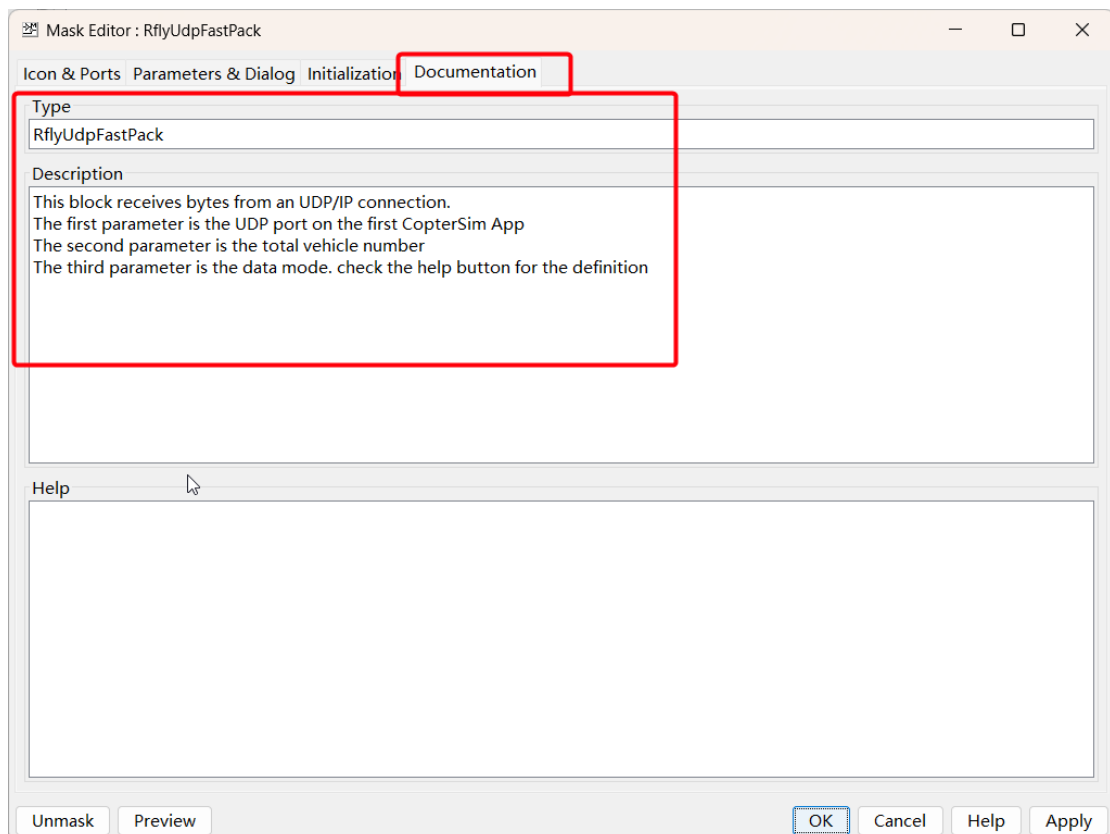 Mask Editor : RflyUdpFastPack
Icon & Ports Parameters & Dialog Initialization Documentation
Type
RflyUdpFastPack
Description
This block receives bytes from an UDP/IP connection.
The first parameter is the UDP port on the first CopterSim App
The second parameter is the total vehicle number
The third parameter is the data mode. check the help button for the definition
Help
Unmask Preview OK Cancel Help Apply